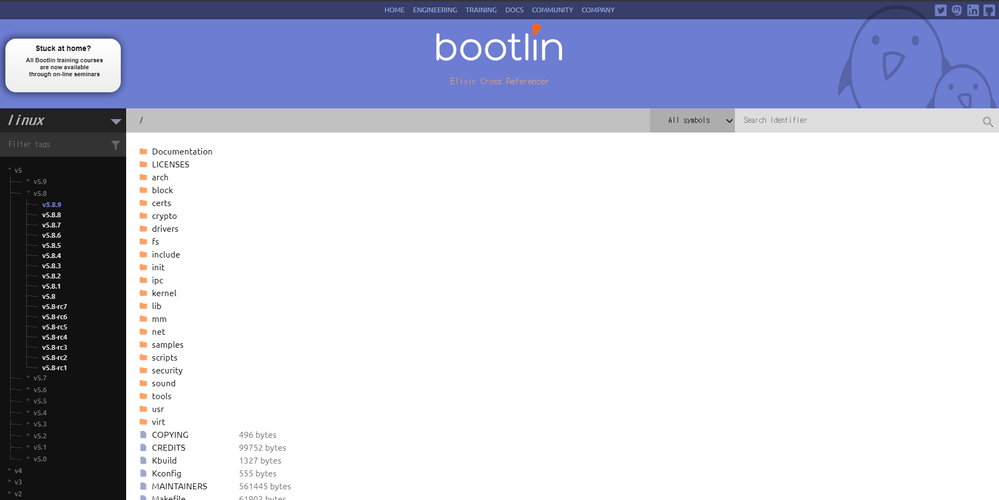 HOME ENGINEERING TRAINING DOCS COMMUNITY COMPANY
bootlin
Elixir Cross Referencer
Stuck at home?
All Bootlin training courses
are now available
through on-line seminars
linux
/ All symbols Search Identifier
Filter tags
v5
v5.9
v5.8
v5.8.9
v5.8.8
v5.8.7
v5.8.6
v5.8.5
v5.8.4
v5.8.3
v5.8.2
v5.8.1
v5.8
v5.8-rc7
v5.8-rc6
v5.8-rc5
v5.8-rc4
v5.8-rc3
v5.8-rc2
v5.8-rc1
v5.7
v5.6
v5.5
v5.4
v5.3
v5.2
v5.1
v5.0
v4
v3
v2
Documentation
LICENSES
arch
block
certs
crypto
drivers
fs
include
init
ipc
kernel
lib
mm
net
samples
scripts
security
sound
tools
usr
virt
COPYING 496 bytes
CREDITS 99752 bytes
Kbuild 1327 bytes
Kconfig 555 bytes
MAINTAINERS 561445 bytes
Makefile 61903 bytes